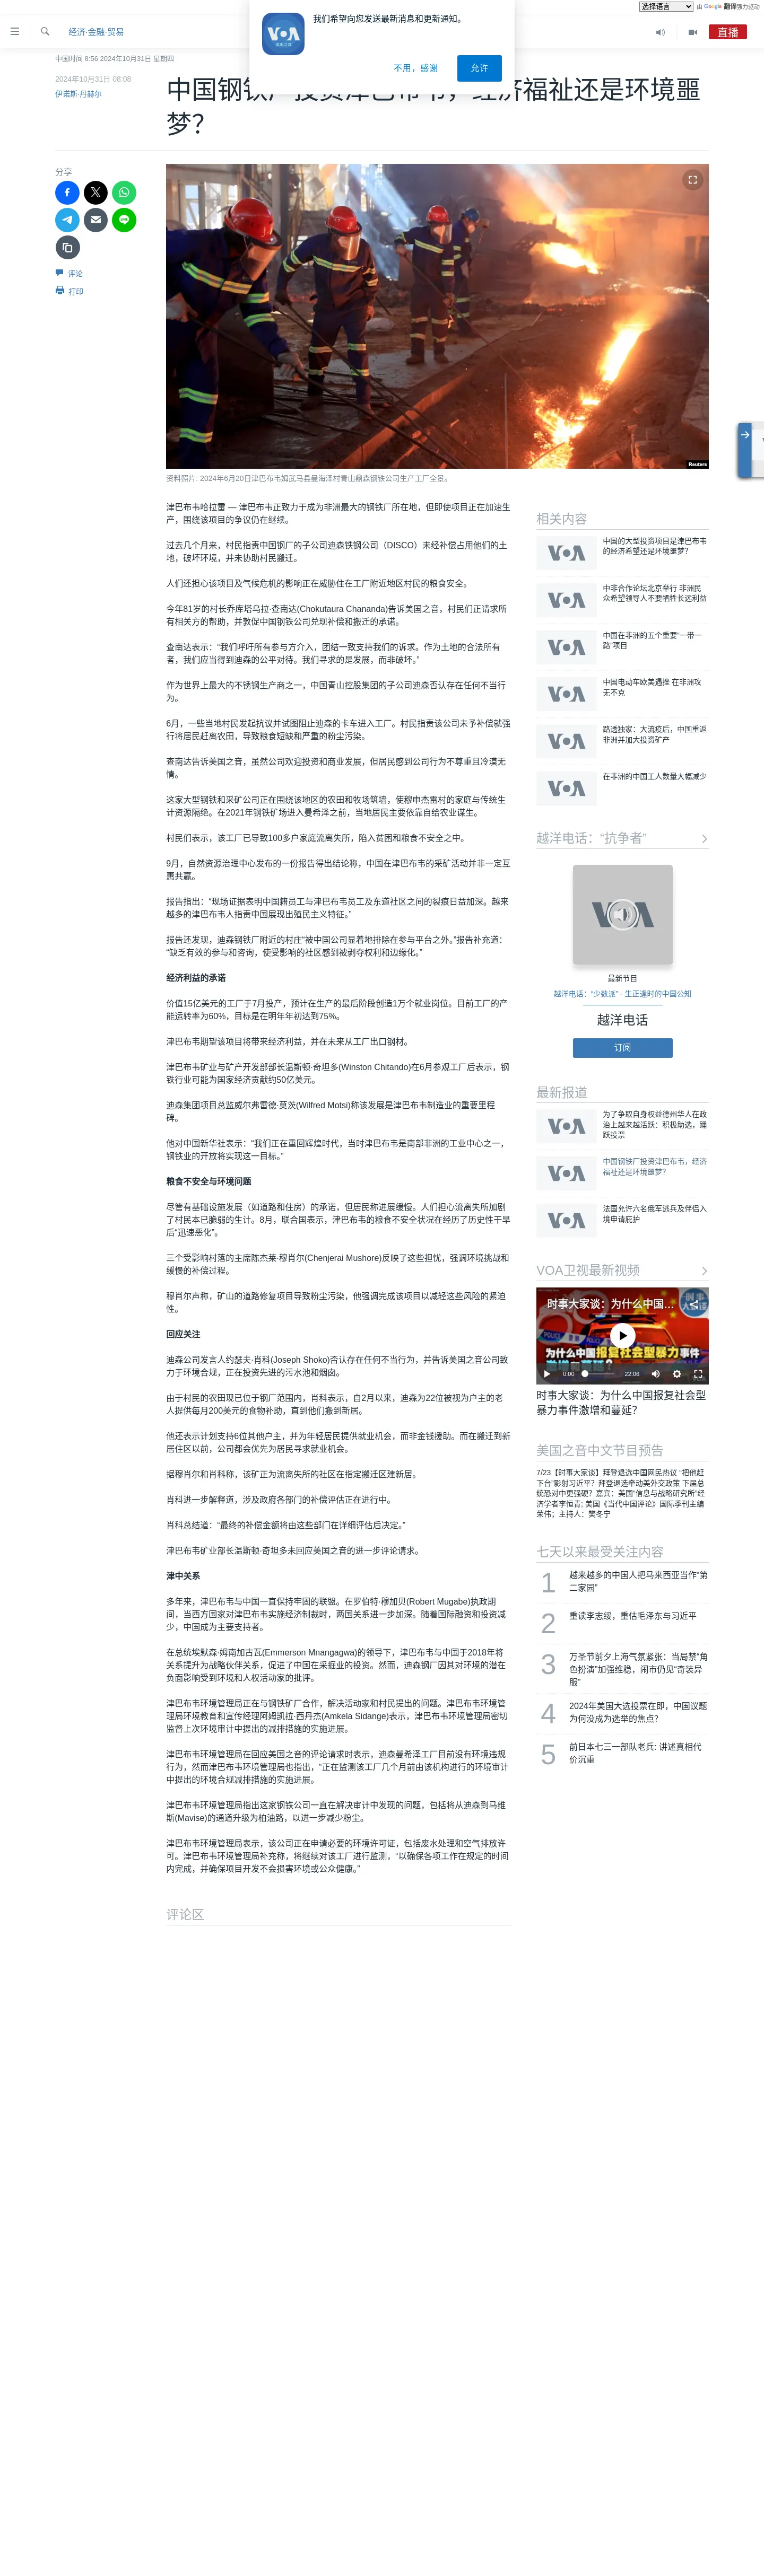 选择语言
由 Google 翻译强力驱动
我们希望向您发送最新消息和更新通知。
不用，感谢
允许
VOA
经济·金融·贸易
直播
中国时间 8:56 2024年10月31日 星期四
2024年10月31日 08:08
伊诺斯·丹赫尔
经济福祉还是环境噩
梦？
分享
评论
打印
Reuters
资料照片: 2024年6月20日津巴布韦姆武马县曼海泽村青山鼎森钢铁公司生产工厂全景。
津巴布韦哈拉雷 — 津巴布韦正致力于成为非洲最大的钢铁厂所在地，但即使项目正在加速生
产，围绕该项目的争议仍在继续。
过去几个月来，村民指责中国钢厂的子公司迪森铁钢公司（DISCO）未经补偿占用他们的土
地，破坏环境，并未协助村民搬迁。
人们还担心该项目及气候危机的影响正在威胁住在工厂附近地区村民的粮食安全。
今年81岁的村长乔库塔乌拉·查南达(Chokutaura Chananda)告诉美国之音，村民们正请求所
有相关方的帮助，并敦促中国钢铁公司兑现补偿和搬迁的承诺。
查南达表示：“我们呼吁所有参与方介入，团结一致支持我们的诉求。作为土地的合法所有
者，我们应当得到迪森的公平对待。我们寻求的是发展，而非破坏。”
作为世界上最大的不锈钢生产商之一，中国青山控股集团的子公司迪森否认存在任何不当行
为。
6月，一些当地村民发起抗议并试图阻止迪森的卡车进入工厂。村民指责该公司未予补偿就强
行将居民赶离农田，导致粮食短缺和严重的粉尘污染。
查南达告诉美国之音，虽然公司欢迎投资和商业发展，但居民感到公司行为不尊重且冷漠无
情。
这家大型钢铁和采矿公司正在围绕该地区的农田和牧场筑墙，使穆申杰雷村的家庭与传统生
计资源隔绝。在2021年钢铁矿场进入曼希泽之前，当地居民主要依靠自给农业谋生。
村民们表示，该工厂已导致100多户家庭流离失所，陷入贫困和粮食不安全之中。
9月，自然资源治理中心发布的一份报告得出结论称，中国在津巴布韦的采矿活动并非一定互
惠共赢。
报告指出：“现场证据表明中国籍员工与津巴布韦员工及东道社区之间的裂痕日益加深。越来
越多的津巴布韦人指责中国展现出殖民主义特征。”
报告还发现，迪森钢铁厂附近的村庄“被中国公司显着地排除在参与平台之外。”报告补充道：
“缺乏有效的参与和咨询，使受影响的社区感到被剥夺权利和边缘化。”
经济利益的承诺
价值15亿美元的工厂于7月投产，预计在生产的最后阶段创造1万个就业岗位。目前工厂的产
能运转率为60%，目标是在明年年初达到75%。
津巴布韦期望该项目将带来经济利益，并在未来从工厂出口钢材。
津巴布韦矿业与矿产开发部部长温斯顿·奇坦多(Winston Chitando)在6月参观工厂后表示，钢
铁行业可能为国家经济贡献约50亿美元。
迪森集团项目总监威尔弗雷德·莫茨(Wilfred Motsi)称该发展是津巴布韦制造业的重要里程
碑。
他对中国新华社表示：“我们正在重回辉煌时代，当时津巴布韦是南部非洲的工业中心之一，
钢铁业的开放将实现这一目标。”
粮食不安全与环境问题
尽管有基础设施发展（如道路和住房）的承诺，但居民称进展缓慢。人们担心流离失所加剧
了村民本已脆弱的生计。8月，联合国表示，津巴布韦的粮食不安全状况在经历了历史性干旱
后“迅速恶化”。
三个受影响村落的主席陈杰莱·穆肖尔(Chenjerai Mushore)反映了这些担忧，强调环境挑战和
缓慢的补偿过程。
穆肖尔声称，矿山的道路修复项目导致粉尘污染，他强调完成该项目以减轻这些风险的紧迫
性。
回应关注
迪森公司发言人约瑟夫·肖科(Joseph Shoko)否认存在任何不当行为，并告诉美国之音公司致
力于环境合规，正在投资先进的污水池和烟囱。
由于村民的农田现已位于钢厂范围内，肖科表示，自2月以来，迪森为22位被视为户主的老
人提供每月200美元的食物补助，直到他们搬到新居。
他还表示计划支持6位其他户主，并为年轻居民提供就业机会，而非金钱援助。而在搬迁到新
居住区以前，公司都会优先为居民寻求就业机会。
据穆肖尔和肖科称，该矿正为流离失所的社区在指定搬迁区建新居。
肖科进一步解释道，涉及政府各部门的补偿评估正在进行中。
肖科总结道：“最终的补偿金额将由这些部门在详细评估后决定。”
津巴布韦矿业部长温斯顿·奇坦多未回应美国之音的进一步评论请求。
津中关系
多年来，津巴布韦与中国一直保持牢固的联盟。在罗伯特·穆加贝(Robert Mugabe)执政期
间，当西方国家对津巴布韦实施经济制裁时，两国关系进一步加深。随着国际融资和投资减
少，中国成为主要支持者。
在总统埃默森·姆南加古瓦(Emmerson Mnangagwa)的领导下，津巴布韦与中国于2018年将
关系提升为战略伙伴关系，促进了中国在采掘业的投资。然而，迪森钢厂因其对环境的潜在
负面影响受到环境和人权活动家的批评。
津巴布韦环境管理局正在与钢铁矿厂合作，解决活动家和村民提出的问题。津巴布韦环境管
理局环境教育和宣传经理阿姆凯拉·西丹杰(Amkela Sidange)表示，津巴布韦环境管理局密切
监督上次环境审计中提出的减排措施的实施进展。
津巴布韦环境管理局在回应美国之音的评论请求时表示，迪森曼希泽工厂目前没有环境违规
行为，然而津巴布韦环境管理局也指出，“正在监测该工厂几个月前由该机构进行的环境审计
中提出的环境合规减排措施的实施进展。
津巴布韦环境管理局指出这家钢铁公司一直在解决审计中发现的问题，包括将从迪森到马维
斯(Mavise)的通道升级为柏油路，以进一步减少粉尘。
津巴布韦环境管理局表示，该公司正在申请必要的环境许可证，包括废水处理和空气排放许
可。津巴布韦环境管理局补充称，将继续对该工厂进行监测，“以确保各项工作在规定的时间
内完成，并确保项目开发不会损害环境或公众健康。”
评论区
相关内容
VOA
中国的大型投资项目是津巴布韦
的经济希望还是环境噩梦？
VOA
中非合作论坛北京举行 非洲民
众希望领导人不要牺牲长远利益
VOA
中国在非洲的五个重要“一带一
路”项目
VOA
中国电动车欧美遇挫 在非洲攻
无不克
VOA
路透独家：大流疫后，中国重返
非洲并加大投资矿产
VOA
在非洲的中国工人数量大幅减少
越洋电话：“抗争者”
VOA
最新节目
越洋电话：“少数派” - 生正逢时的中国公知
越洋电话
订阅
最新报道
VOA
为了争取自身权益德州华人在政
治上越来越活跃：积极助选，踊
跃投票
VOA
中国钢铁厂投资津巴布韦，经济
福祉还是环境噩梦？
VOA
法国允许六名俄军逃兵及伴侣入
境申请庇护
VOA卫视最新视频
时事大家谈：为什么中国…
为什么中国报复社会型暴力事件
0:00
22:06
时事大家谈：为什么中国报复社会型
暴力事件激增和蔓延？
美国之音中文节目预告
7/23【时事大家谈】拜登退选中国网民热议 “把他赶
下台”影射习近平？拜登退选牵动美外交政策 下届总
统恐对中更强硬？嘉宾：美国“信息与战略研究所”经
济学者李恒青; 美国《当代中国评论》国际季刊主编
荣伟；主持人：樊冬宁
七天以来最受关注内容
1
越来越多的中国人把马来西亚当作“第
二家园”
2
重读李志绥，重估毛泽东与习近平
3
万圣节前夕上海气氛紧张：当局禁“角
色扮演”加强维稳，闹市仍见“奇装异
服”
4
2024年美国大选投票在即，中国议题
为何没成为选举的焦点？
5
前日本七三一部队老兵: 讲述真相代
价沉重